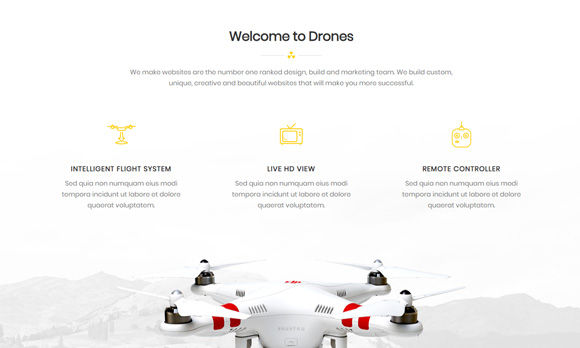 Welcome to Drones
We make websites are the number one ranked design, build and marketing team. We build custom,
unique, creative and beautiful websites that will make you more successful.
INTELLIGENT FLIGHT SYSTEM
Sed quia non numquam eius modi
tempora incidunt ut labore et dolore
quaerat voluptatem.
LIVE HD VIEW
Sed quia non numquam eius modi
tempora incidunt ut labore et dolore
quaerat voluptatem.
REMOTE CONTROLLER
Sed quia non numquam eius modi
tempora incidunt ut labore et dolore
quaerat voluptatem.
PHANTOM